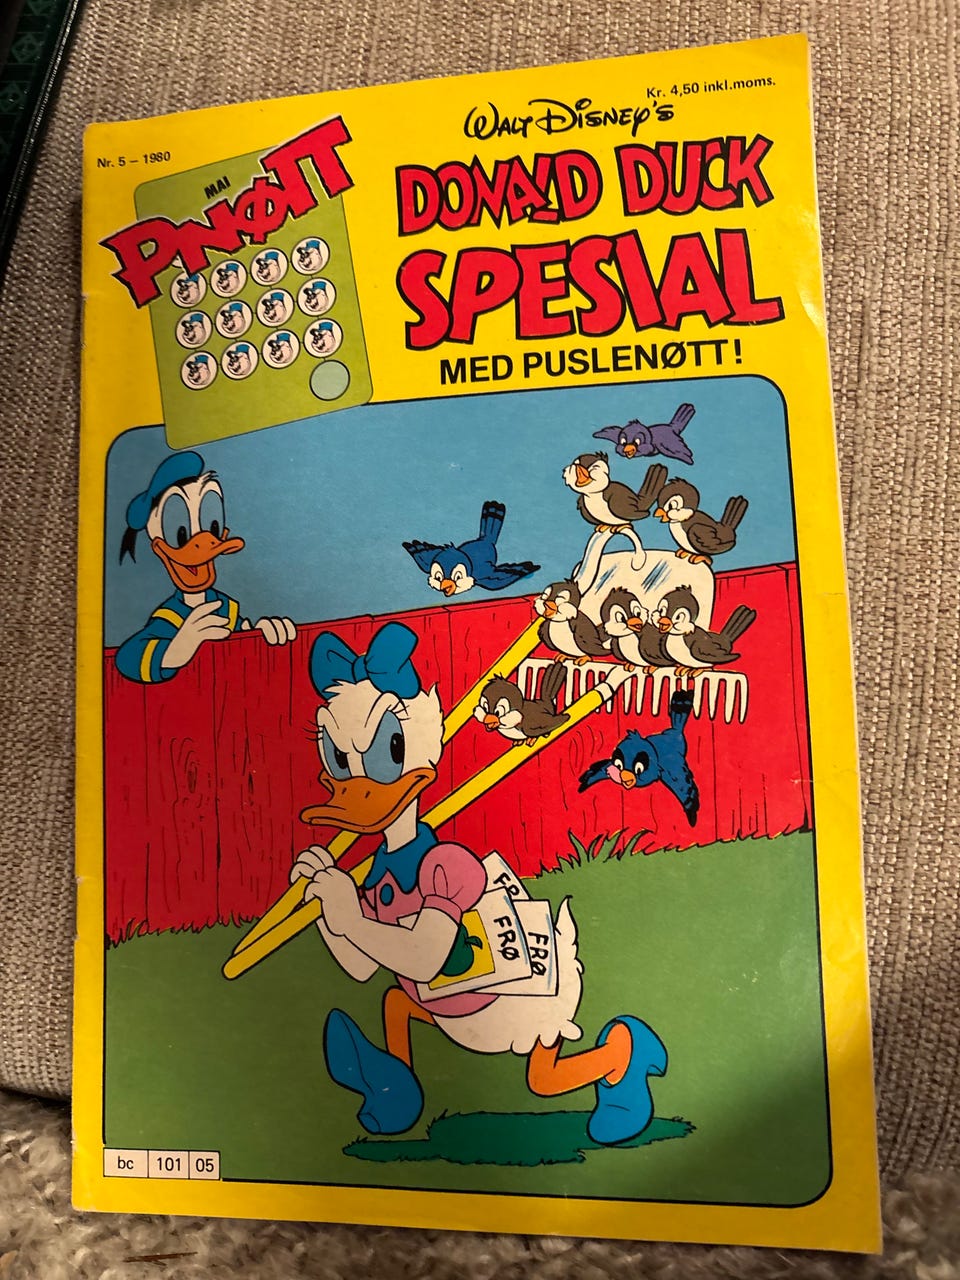 Kr. 4,50 inkl.moms.
Nr. 5 – 1980
MAI
PNØTT
WALT DISNEY'S
DONALD DUCK
SPESIAL
MED PUSLENØTT!
FR
FRØ
FRØ
bc 101 05